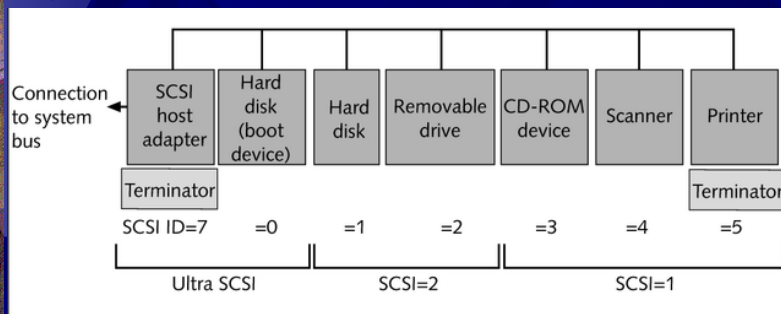 Connection
to system
bus
SCSI
host
adapter
Hard
disk
(boot
device)
Hard
disk
Removable
drive
CD-ROM
device
Scanner
Printer
Terminator
Terminator
SCSI ID=7 =0 =1 =2 =3 =4 =5
Ultra SCSI SCSI=2 SCSI=1